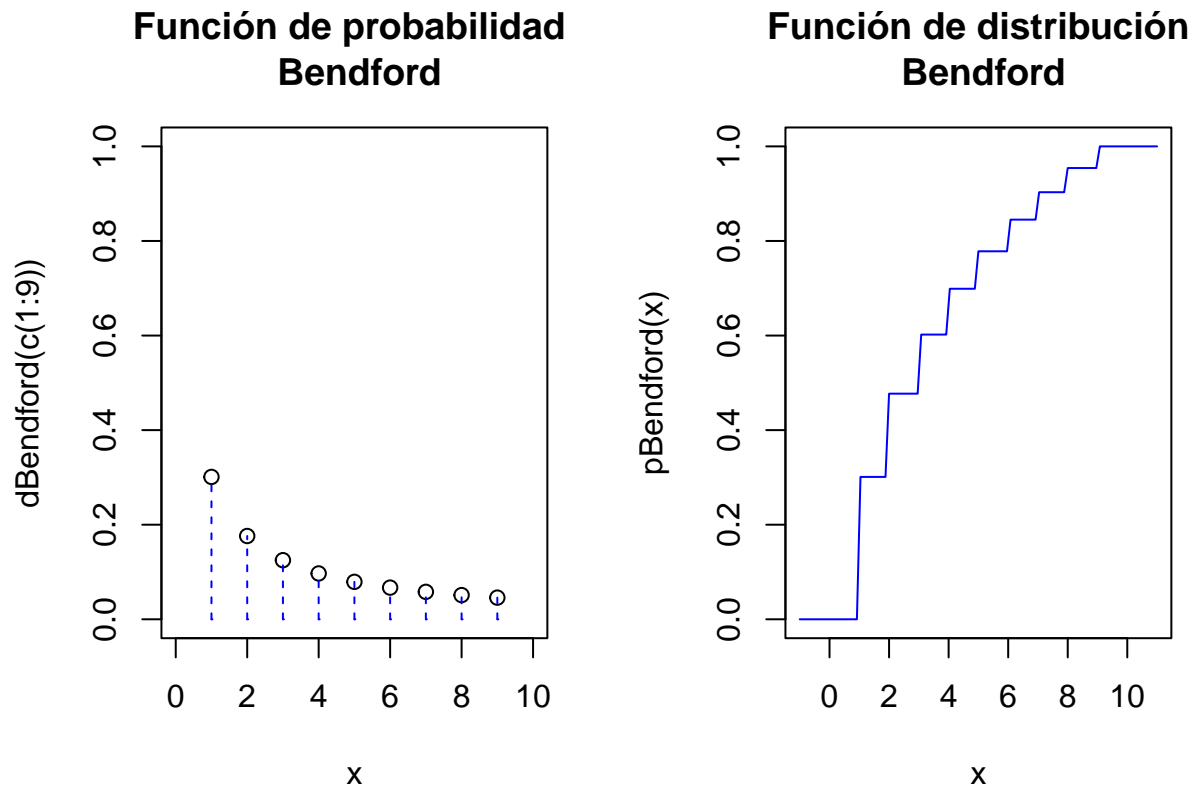 Función de probabilidad
Bendford
dBendford(c(1:9))
0.0 0.2 0.4 0.6 0.8 1.0
0 2 4 6 8 10
x
Función de distribución
Bendford
pBendford(x)
0.0 0.2 0.4 0.6 0.8 1.0
0 2 4 6 8 10
x